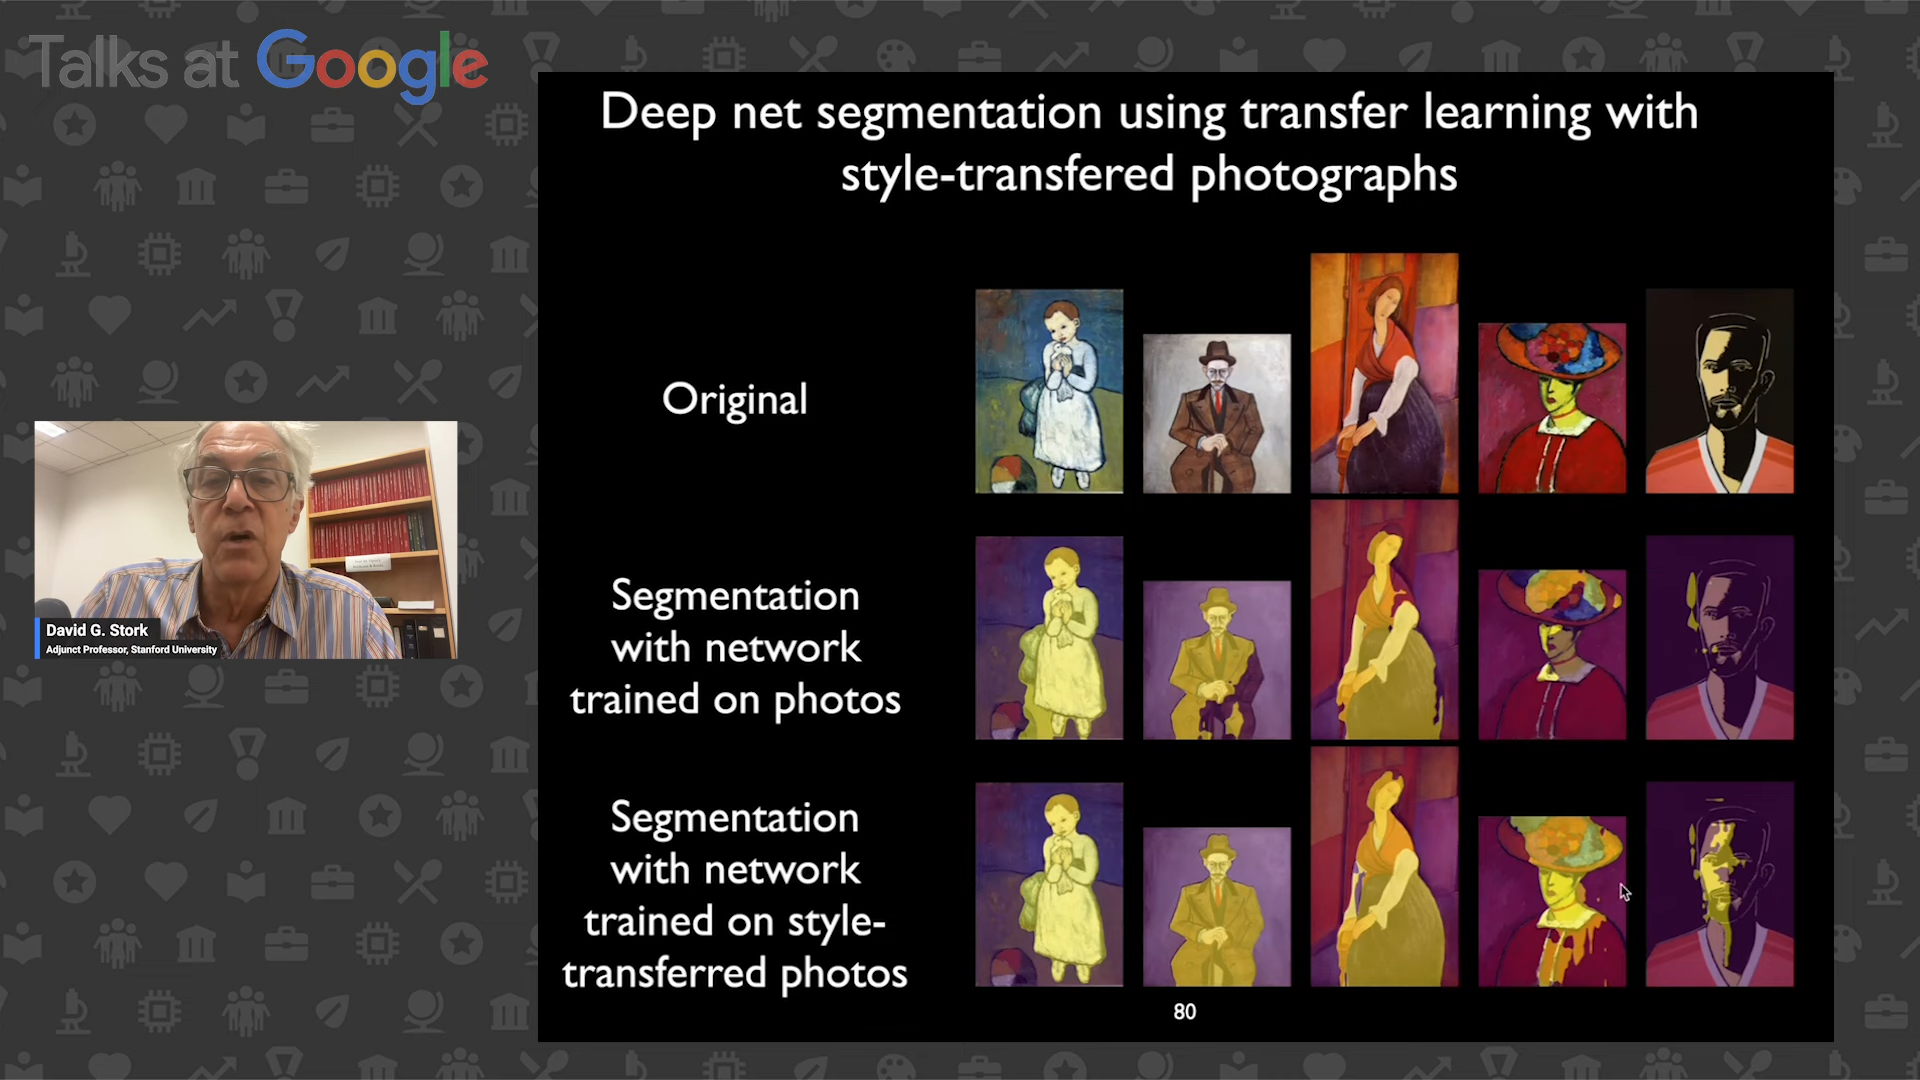 Talks at Google
Deep net segmentation using transfer learning with
style-transfered photographs
Original
Segmentation
with network
trained on photos
Segmentation
with network
trained on style-
transferred photos
80
David G. Stork
Adjunct Professor, Stanford University